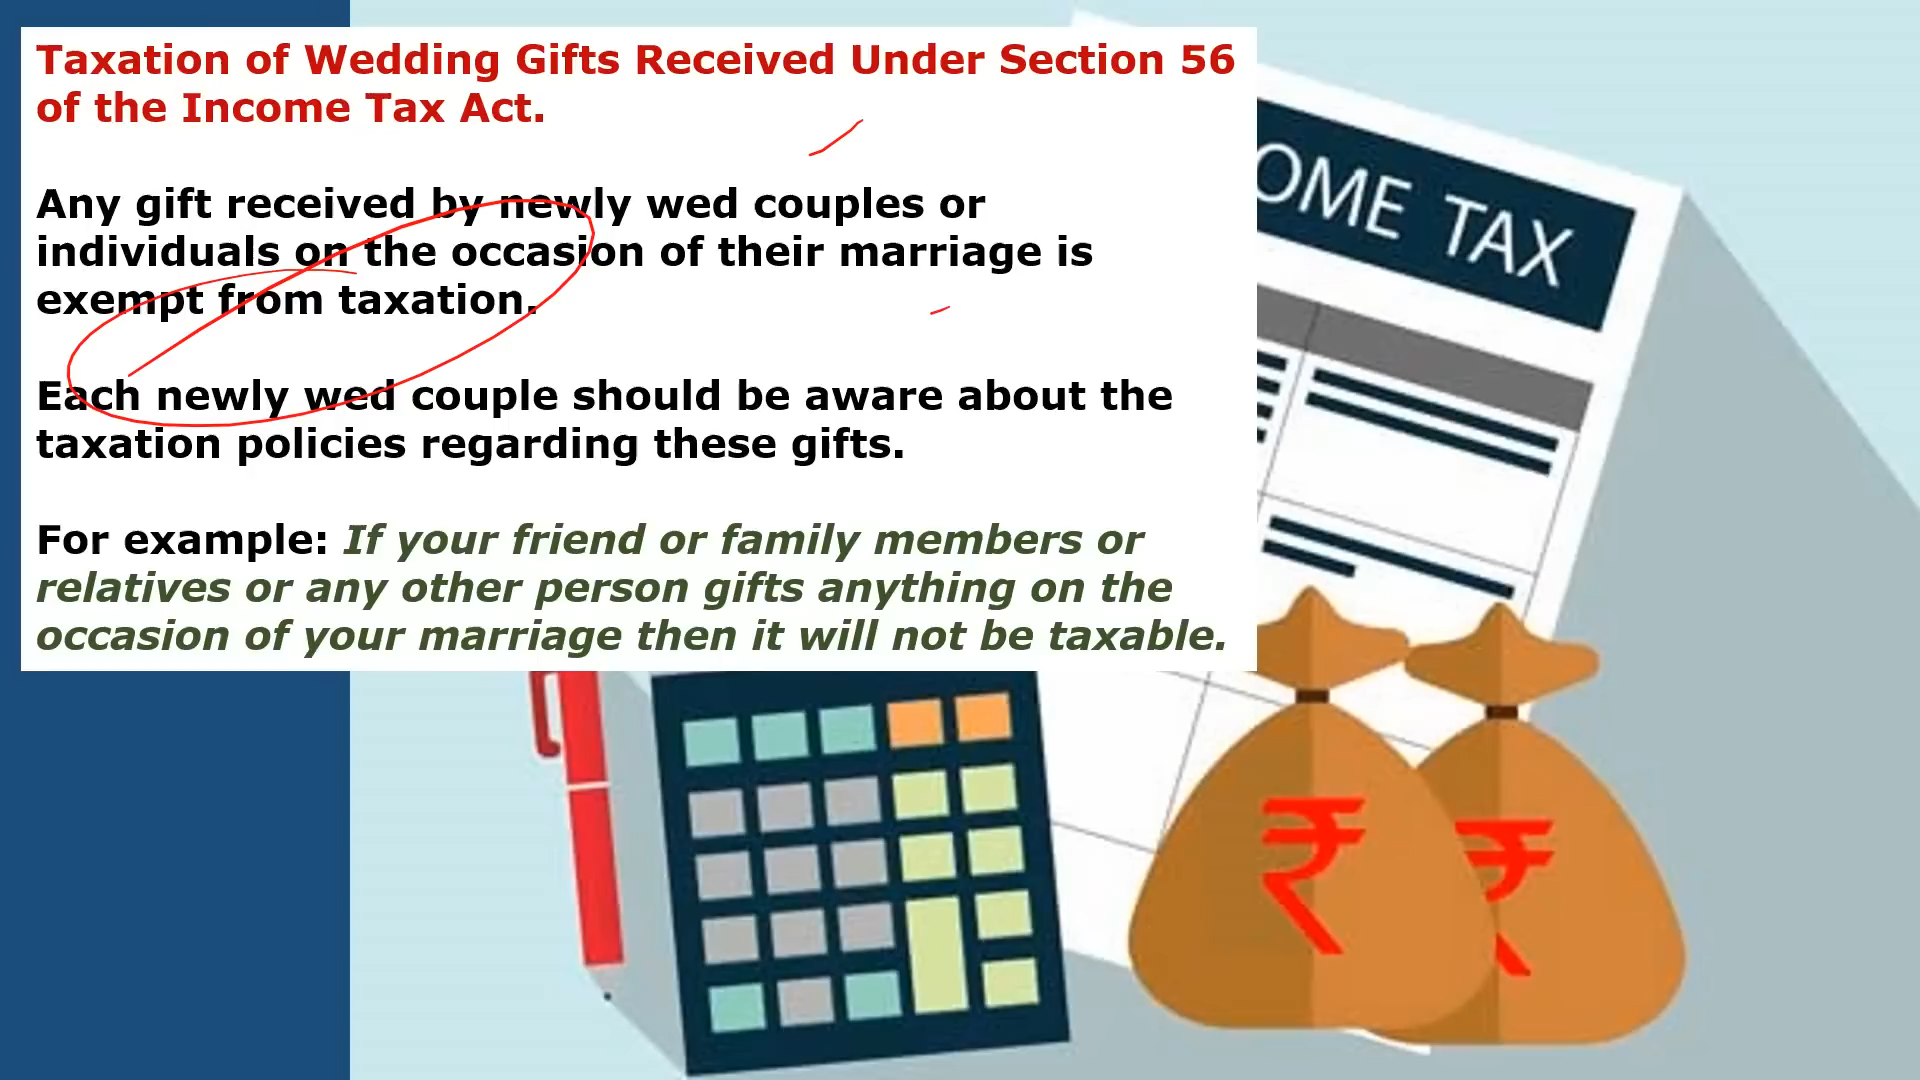 Taxation of Wedding Gifts Received Under Section 56
of the Income Tax Act.
Any gift received by newly wed couples or
individuals on the occasion of their marriage is
exempt from taxation.
Each newly wed couple should be aware about the
taxation policies regarding these gifts.
For example: If your friend or family members or
relatives or any other person gifts anything on the
occasion of your marriage then it will not be taxable.
OME TAX
₹ ₹